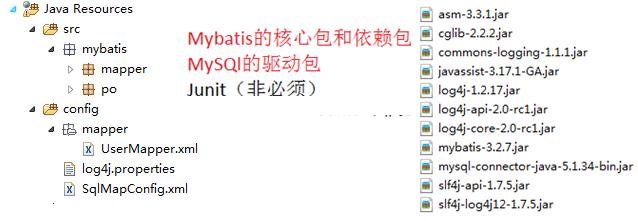 Java Resources
src
mybatis
mapper
po
config
mapper
UserMapper.xml
log4j.properties
SqlMapConfig.xml
Mybatis的核心包和依赖包
MySQl的驱动包
Junit（非必须）
asm-3.3.1.jar
cglib-2.2.2.jar
commons-logging-1.1.1.jar
javassist-3.17.1-GA.jar
log4j-1.2.17.jar
log4j-api-2.0-rc1.jar
log4j-core-2.0-rc1.jar
mybatis-3.2.7.jar
mysql-connector-java-5.1.34-bin.jar
slf4j-api-1.7.5.jar
slf4j-log4j12-1.7.5.jar